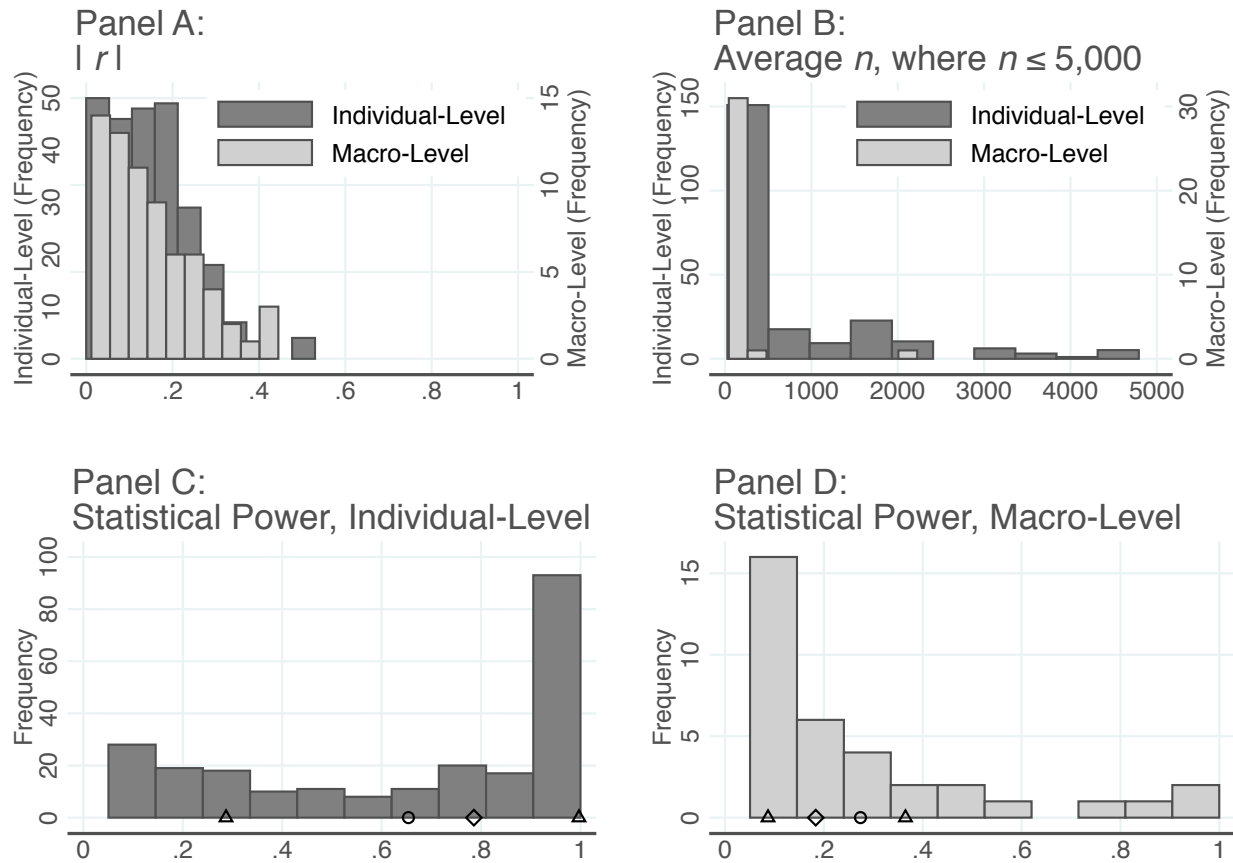 Panel A:
| r |
Individual-Level (Frequency)
0 10 20 30 40 50
Individual-Level
Macro-Level
Macro-Level (Frequency)
0 5 10 15
0 .2 .4 .6 .8 1
Panel B:
Average n, where n ≤ 5,000
Individual-Level (Frequency)
0 50 100 150
Individual-Level
Macro-Level
Macro-Level (Frequency)
0 10 20 30
0 1000 2000 3000 4000 5000
Panel C:
Statistical Power, Individual-Level
Frequency
0 20 40 60 80 100
0 .2 .4 .6 .8 1
Panel D:
Statistical Power, Macro-Level
Frequency
0 5 10 15
0 .2 .4 .6 .8 1